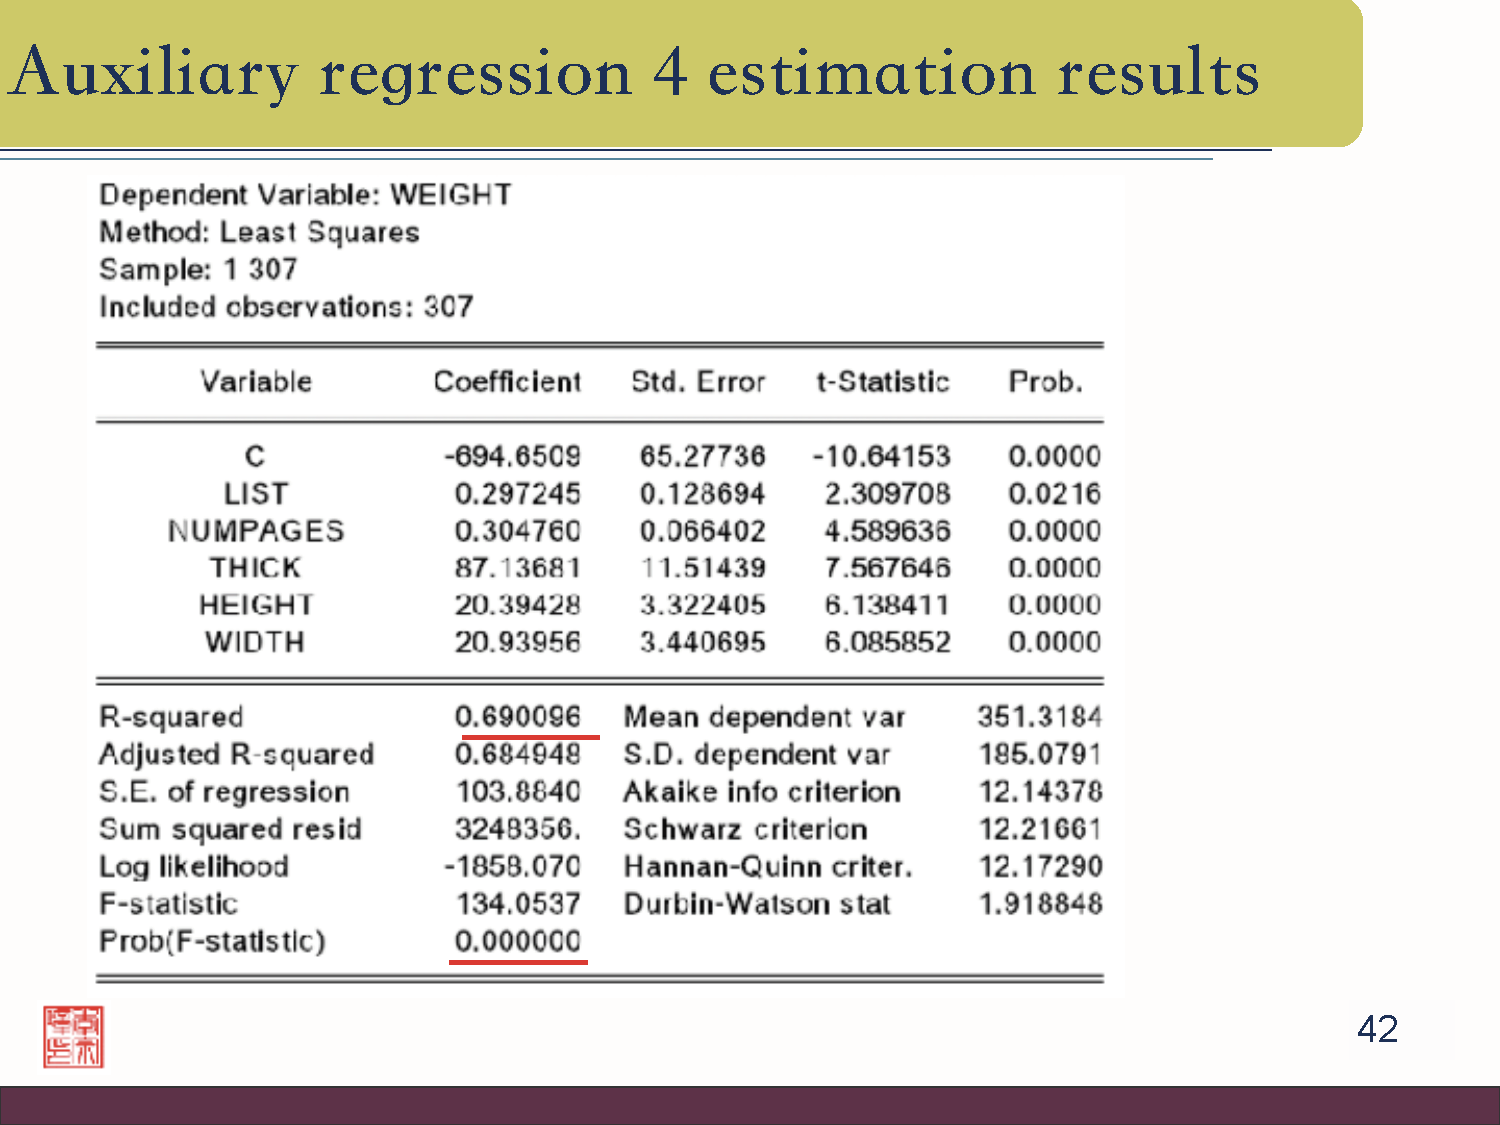 Auxiliary regression 4 estimation results
Dependent Variable: WEIGHT
Method: Least Squares
Sample: 1 307
Included observations: 307
Variable Coefficient Std. Error t-Statistic Prob.
C -694.6509 65.27736 -10.64153 0.0000
LIST 0.297245 0.128694 2.309708 0.0216
NUMPAGES 0.304760 0.066402 4.589636 0.0000
THICK 87.13681 11.51439 7.567646 0.0000
HEIGHT 20.39428 3.322405 6.138411 0.0000
WIDTH 20.93956 3.440695 6.085852 0.0000
R-squared 0.690096 Mean dependent var 351.3184
Adjusted R-squared 0.684948 S.D. dependent var 185.0791
S.E. of regression 103.8840 Akaike info criterion 12.14378
Sum squared resid 3248356. Schwarz criterion 12.21661
Log likelihood -1858.070 Hannan-Quinn criter. 12.17290
F-statistic 134.0537 Durbin-Watson stat 1.918848
Prob(F-statistic) 0.000000
42